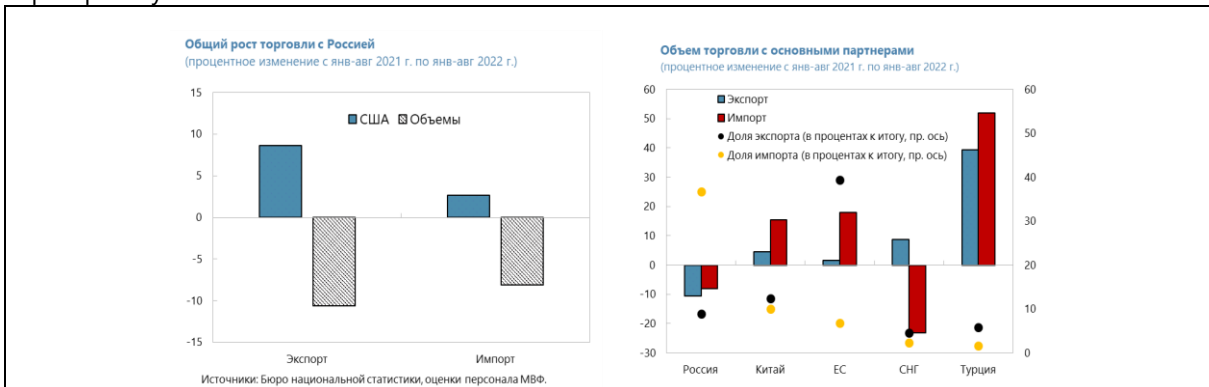 Общий рост торговли с Россией
(процентное изменение с янв-авг 2021 г. по янв-авг 2022 г.)
15
10
5
0
-5
-10
-15
США Объемы
Экспорт Импорт
Источники: Бюро национальной статистики, оценки персонала МВФ.
Объем торговли с основными партнерами
(процентное изменение с янв-авг 2021 г. по янв-авг 2022 г.)
60
50
40
30
20
10
0
-10
-20
-30
Экспорт
Импорт
Доля экспорта (в процентах к итогу, пр. ось)
Доля импорта (в процентах к итогу, пр. ось)
60
50
40
30
20
10
0
Россия Китай ЕС СНГ Турция